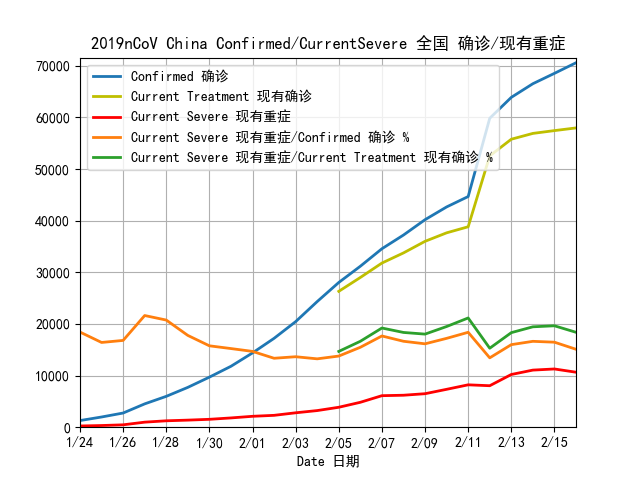 2019nCoV China Confirmed/CurrentSevere 全国 确诊/现有重症
Confirmed 确诊
Current Treatment 现有确诊
Current Severe 现有重症
Current Severe 现有重症/Confirmed 确诊 %
Current Severe 现有重症/Current Treatment 现有确诊 %
70000
60000
50000
40000
30000
20000
10000
0
1/24 1/26 1/28 1/30 2/01 2/03 2/05 2/07 2/09 2/11 2/13 2/15
Date 日期